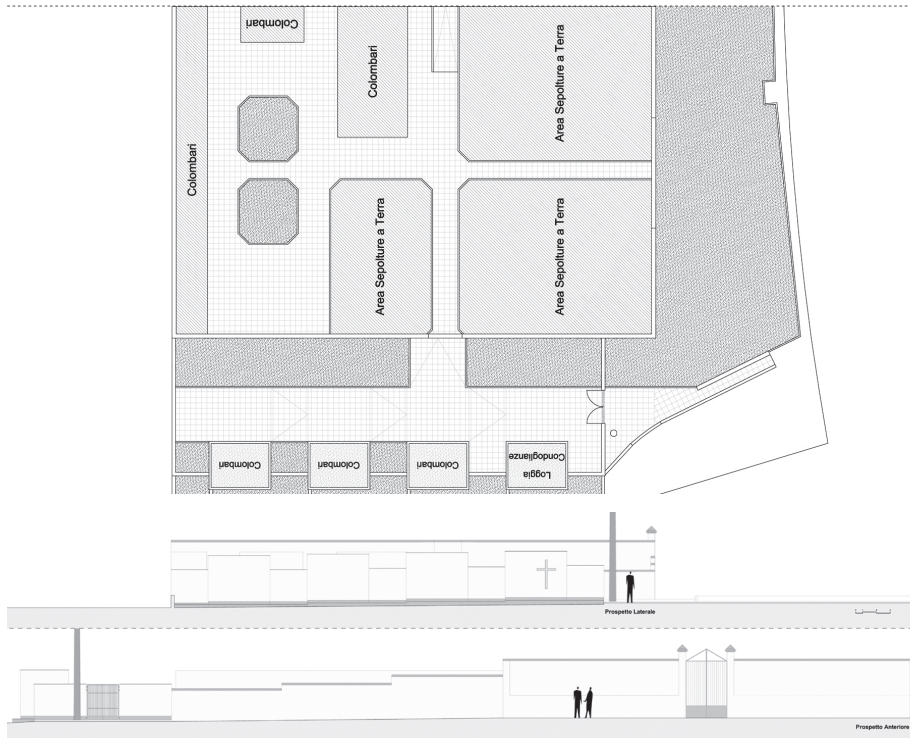 Colombari
Colombari
Area Sepolture a Terra
Colombari
Area Sepolture a Terra
Area Sepolture a Terra
Colombari
Colombari
Colombari
Loggia
Condoglianze
Prospetto Laterale
Prospetto Anteriore